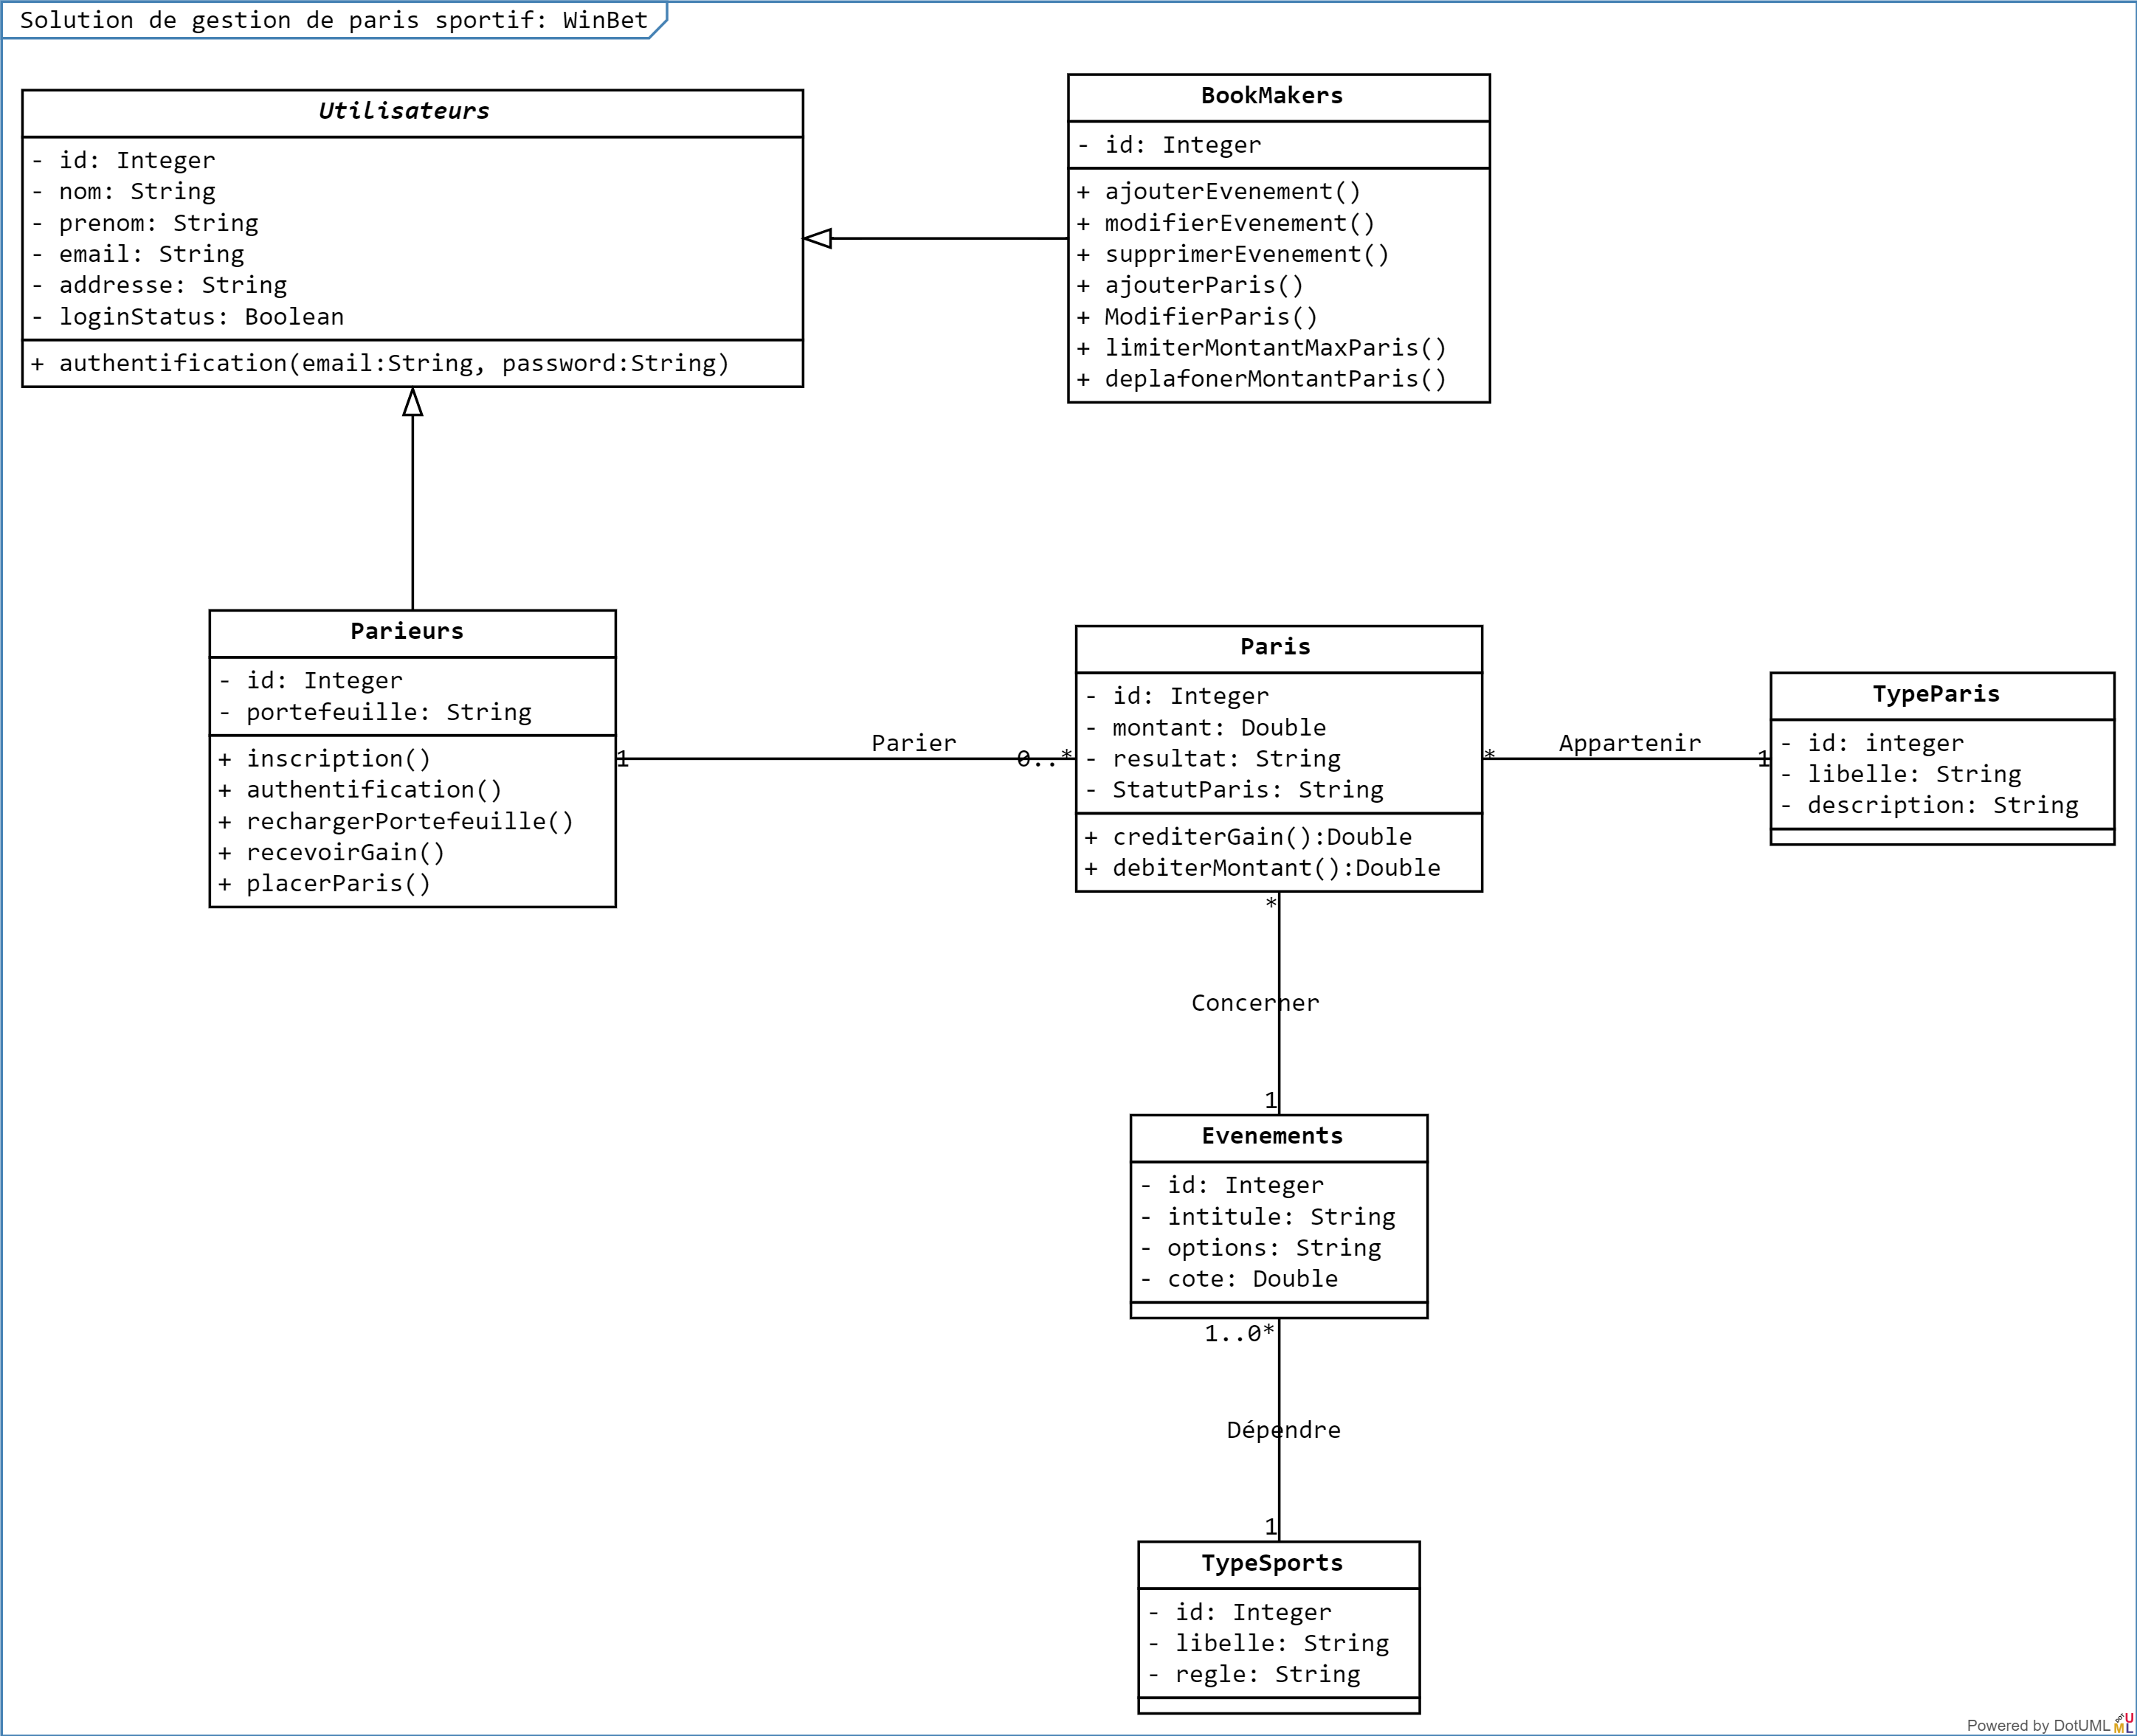 Solution de gestion de paris sportif: WinBet
Utilisateurs
- id: Integer
- nom: String
- prenom: String
- email: String
- addresse: String
- loginStatus: Boolean
+ authentification(email:String, password:String)
BookMakers
- id: Integer
+ ajouterEvenement()
+ modifierEvenement()
+ supprimerEvenement()
+ ajouterParis()
+ ModifierParis()
+ limiterMontantMaxParis()
+ deplafonerMontantParis()
Parieurs
- id: Integer
- portefeuille: String
+ inscription()
+ authentification()
+ rechargerPortefeuille()
+ recevoirGain()
+ placerParis()
1
Parier
0..*
Paris
- id: Integer
- montant: Double
- resultat: String
- StatutParis: String
+ crediterGain():Double
+ debiterMontant():Double
*
Appartenir
1
TypeParis
- id: integer
- libelle: String
- description: String
*
Concerner
1
Evenements
- id: Integer
- intitule: String
- options: String
- cote: Double
1..0*
Dépendre
1
TypeSports
- id: Integer
- libelle: String
- regle: String
Powered by DotUML
UML